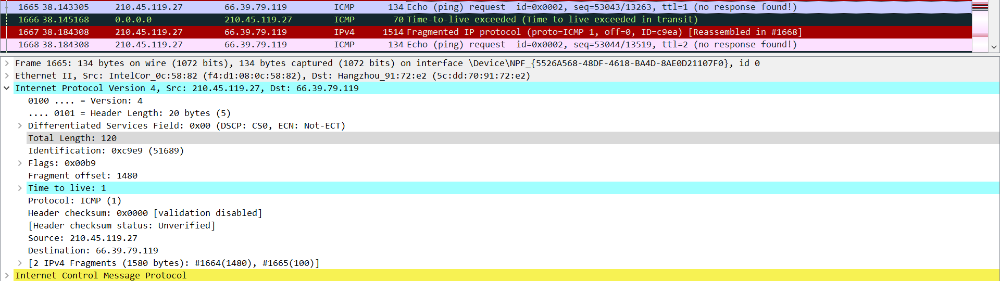 1665 38.143305 210.45.119.27 66.39.79.119 ICMP 134 Echo (ping) request id=0x0002, seq=53043/13263, ttl=1 (no response found!)
1666 38.145168 0.0.0.0 210.45.119.27 ICMP 70 Time-to-live exceeded (Time to live exceeded in transit)
1667 38.184308 210.45.119.27 66.39.79.119 IPv4 1514 Fragmented IP protocol (proto=ICMP 1, off=0, ID=c9ea) [Reassembled in #1668]
1668 38.184308 210.45.119.27 66.39.79.119 ICMP 134 Echo (ping) request id=0x0002, seq=53044/13519, ttl=2 (no response found!)
Frame 1665: 134 bytes on wire (1072 bits), 134 bytes captured (1072 bits) on interface \Device\NPF_{5526A568-48DF-4618-BA4D-8AE0D21107F0}, id 0
Ethernet II, Src: IntelCor_0c:58:82 (f4:d1:08:0c:58:82), Dst: Hangzhou_91:72:e2 (5c:dd:70:91:72:e2)
Internet Protocol Version 4, Src: 210.45.119.27, Dst: 66.39.79.119
0100 .... = Version: 4
.... 0101 = Header Length: 20 bytes (5)
Differentiated Services Field: 0x00 (DSCP: CS0, ECN: Not-ECT)
Total Length: 120
Identification: 0xc9e9 (51689)
Flags: 0x00b9
Fragment offset: 1480
Time to live: 1
Protocol: ICMP (1)
Header checksum: 0x0000 [validation disabled]
[Header checksum status: Unverified]
Source: 210.45.119.27
Destination: 66.39.79.119
[2 IPv4 Fragments (1580 bytes): #1664(1480), #1665(100)]
Internet Control Message Protocol